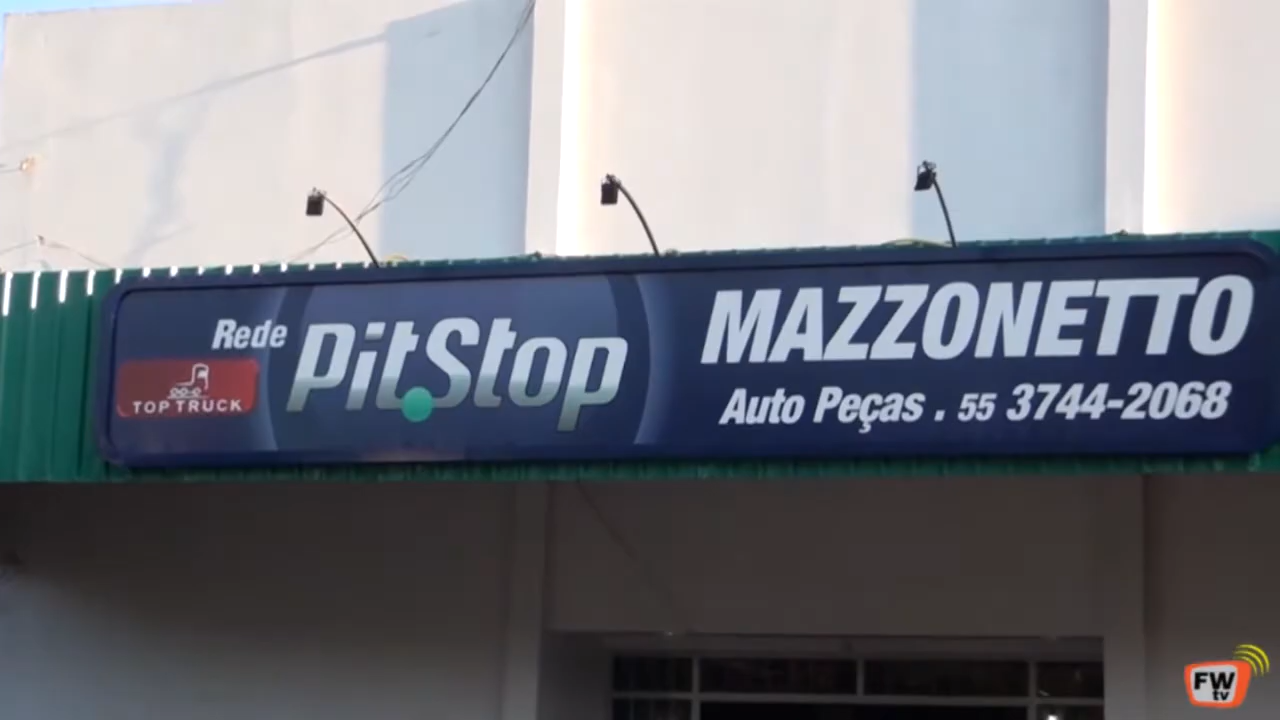 Rede
PitStop
TOP TRUCK
MAZZONETTO
Auto Peças . 55 3744-2068
FW
tv